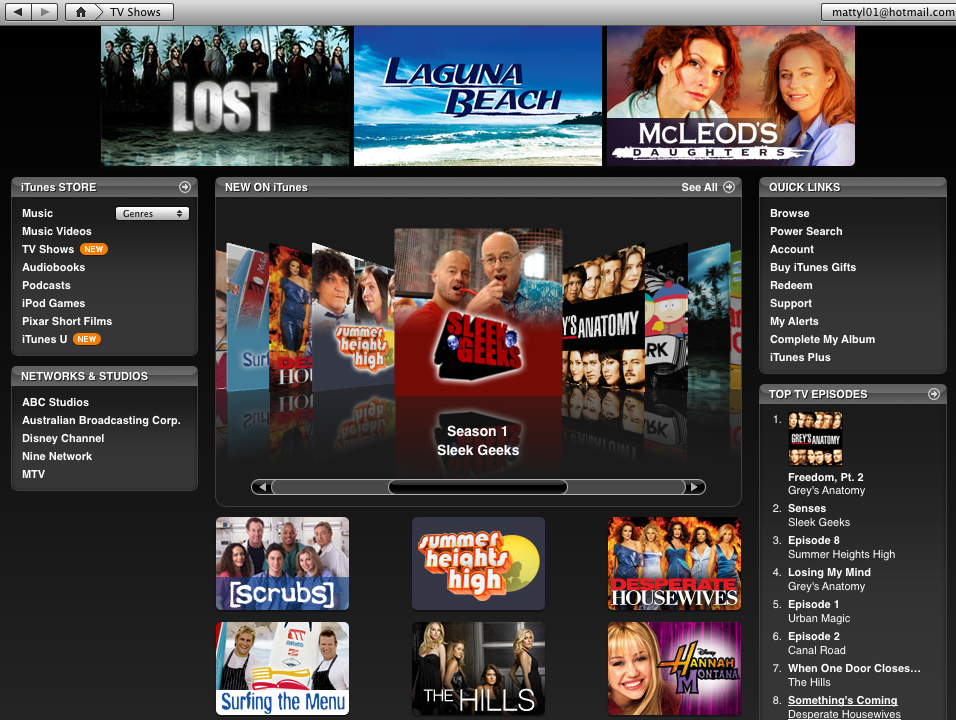 TV Shows
mattyl01@hotmail.com
LOST
LAGUNA
BEACH
McLEOD'S
DAUGHTERS
iTunes STORE
Music
Genres
Music Videos
TV Shows NEW
Audiobooks
Podcasts
iPod Games
Pixar Short Films
iTunes U NEW
NETWORKS & STUDIOS
ABC Studios
Australian Broadcasting Corp.
Disney Channel
Nine Network
MTV
NEW ON iTunes
See All
summer
heights
high
SLEEK
GEEKS
Y'S ANATOMY
RK
Season 1
Sleek Geeks
[scrubs]
summer
heights
high
DESPERATE
HOUSEWIVES
Surfing the Menu
THE HILLS
Disney
HANNAH
MONTANA
QUICK LINKS
Browse
Power Search
Account
Buy iTunes Gifts
Redeem
Support
My Alerts
Complete My Album
iTunes Plus
TOP TV EPISODES
1.
GREY'S ANATOMY
Freedom, Pt. 2
Grey's Anatomy
2. Senses
Sleek Geeks
3. Episode 8
Summer Heights High
4. Losing My Mind
Grey's Anatomy
5. Episode 1
Urban Magic
6. Episode 2
Canal Road
7. When One Door Closes...
The Hills
8. Something's Coming
Desperate Housewives